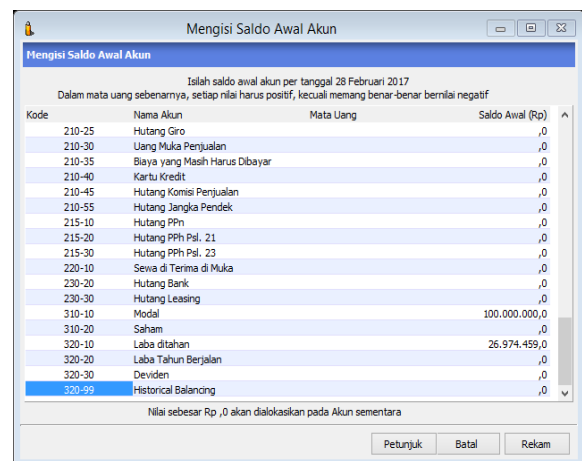 Mengisi Saldo Awal Akun
Mengisi Saldo Awal Akun
Isilah saldo awal akun per tanggal 28 Februari 2017
Dalam mata uang sebenarnya, setiap nilai harus positif, kecuali memang benar-benar bernilai negatif
Kode Nama Akun Mata Uang Saldo Awal (Rp)
210-25 Hutang Giro ,0
210-30 Uang Muka Penjualan ,0
210-35 Biaya yang Masih Harus Dibayar ,0
210-40 Kartu Kredit ,0
210-45 Hutang Komisi Penjualan ,0
210-55 Hutang Jangka Pendek ,0
215-10 Hutang PPn ,0
215-20 Hutang PPh Psl. 21 ,0
215-30 Hutang PPh Psl. 23 ,0
220-10 Sewa di Terima di Muka ,0
230-20 Hutang Bank ,0
230-30 Hutang Leasing ,0
310-10 Modal 100.000.000,0
310-20 Saham ,0
320-10 Laba ditahan 26.974.459,0
320-20 Laba Tahun Berjalan ,0
320-30 Deviden ,0
320-99 Historical Balancing ,0
Nilai sebesar Rp ,0 akan dialokasikan pada Akun sementara
Petunjuk Batal Rekam